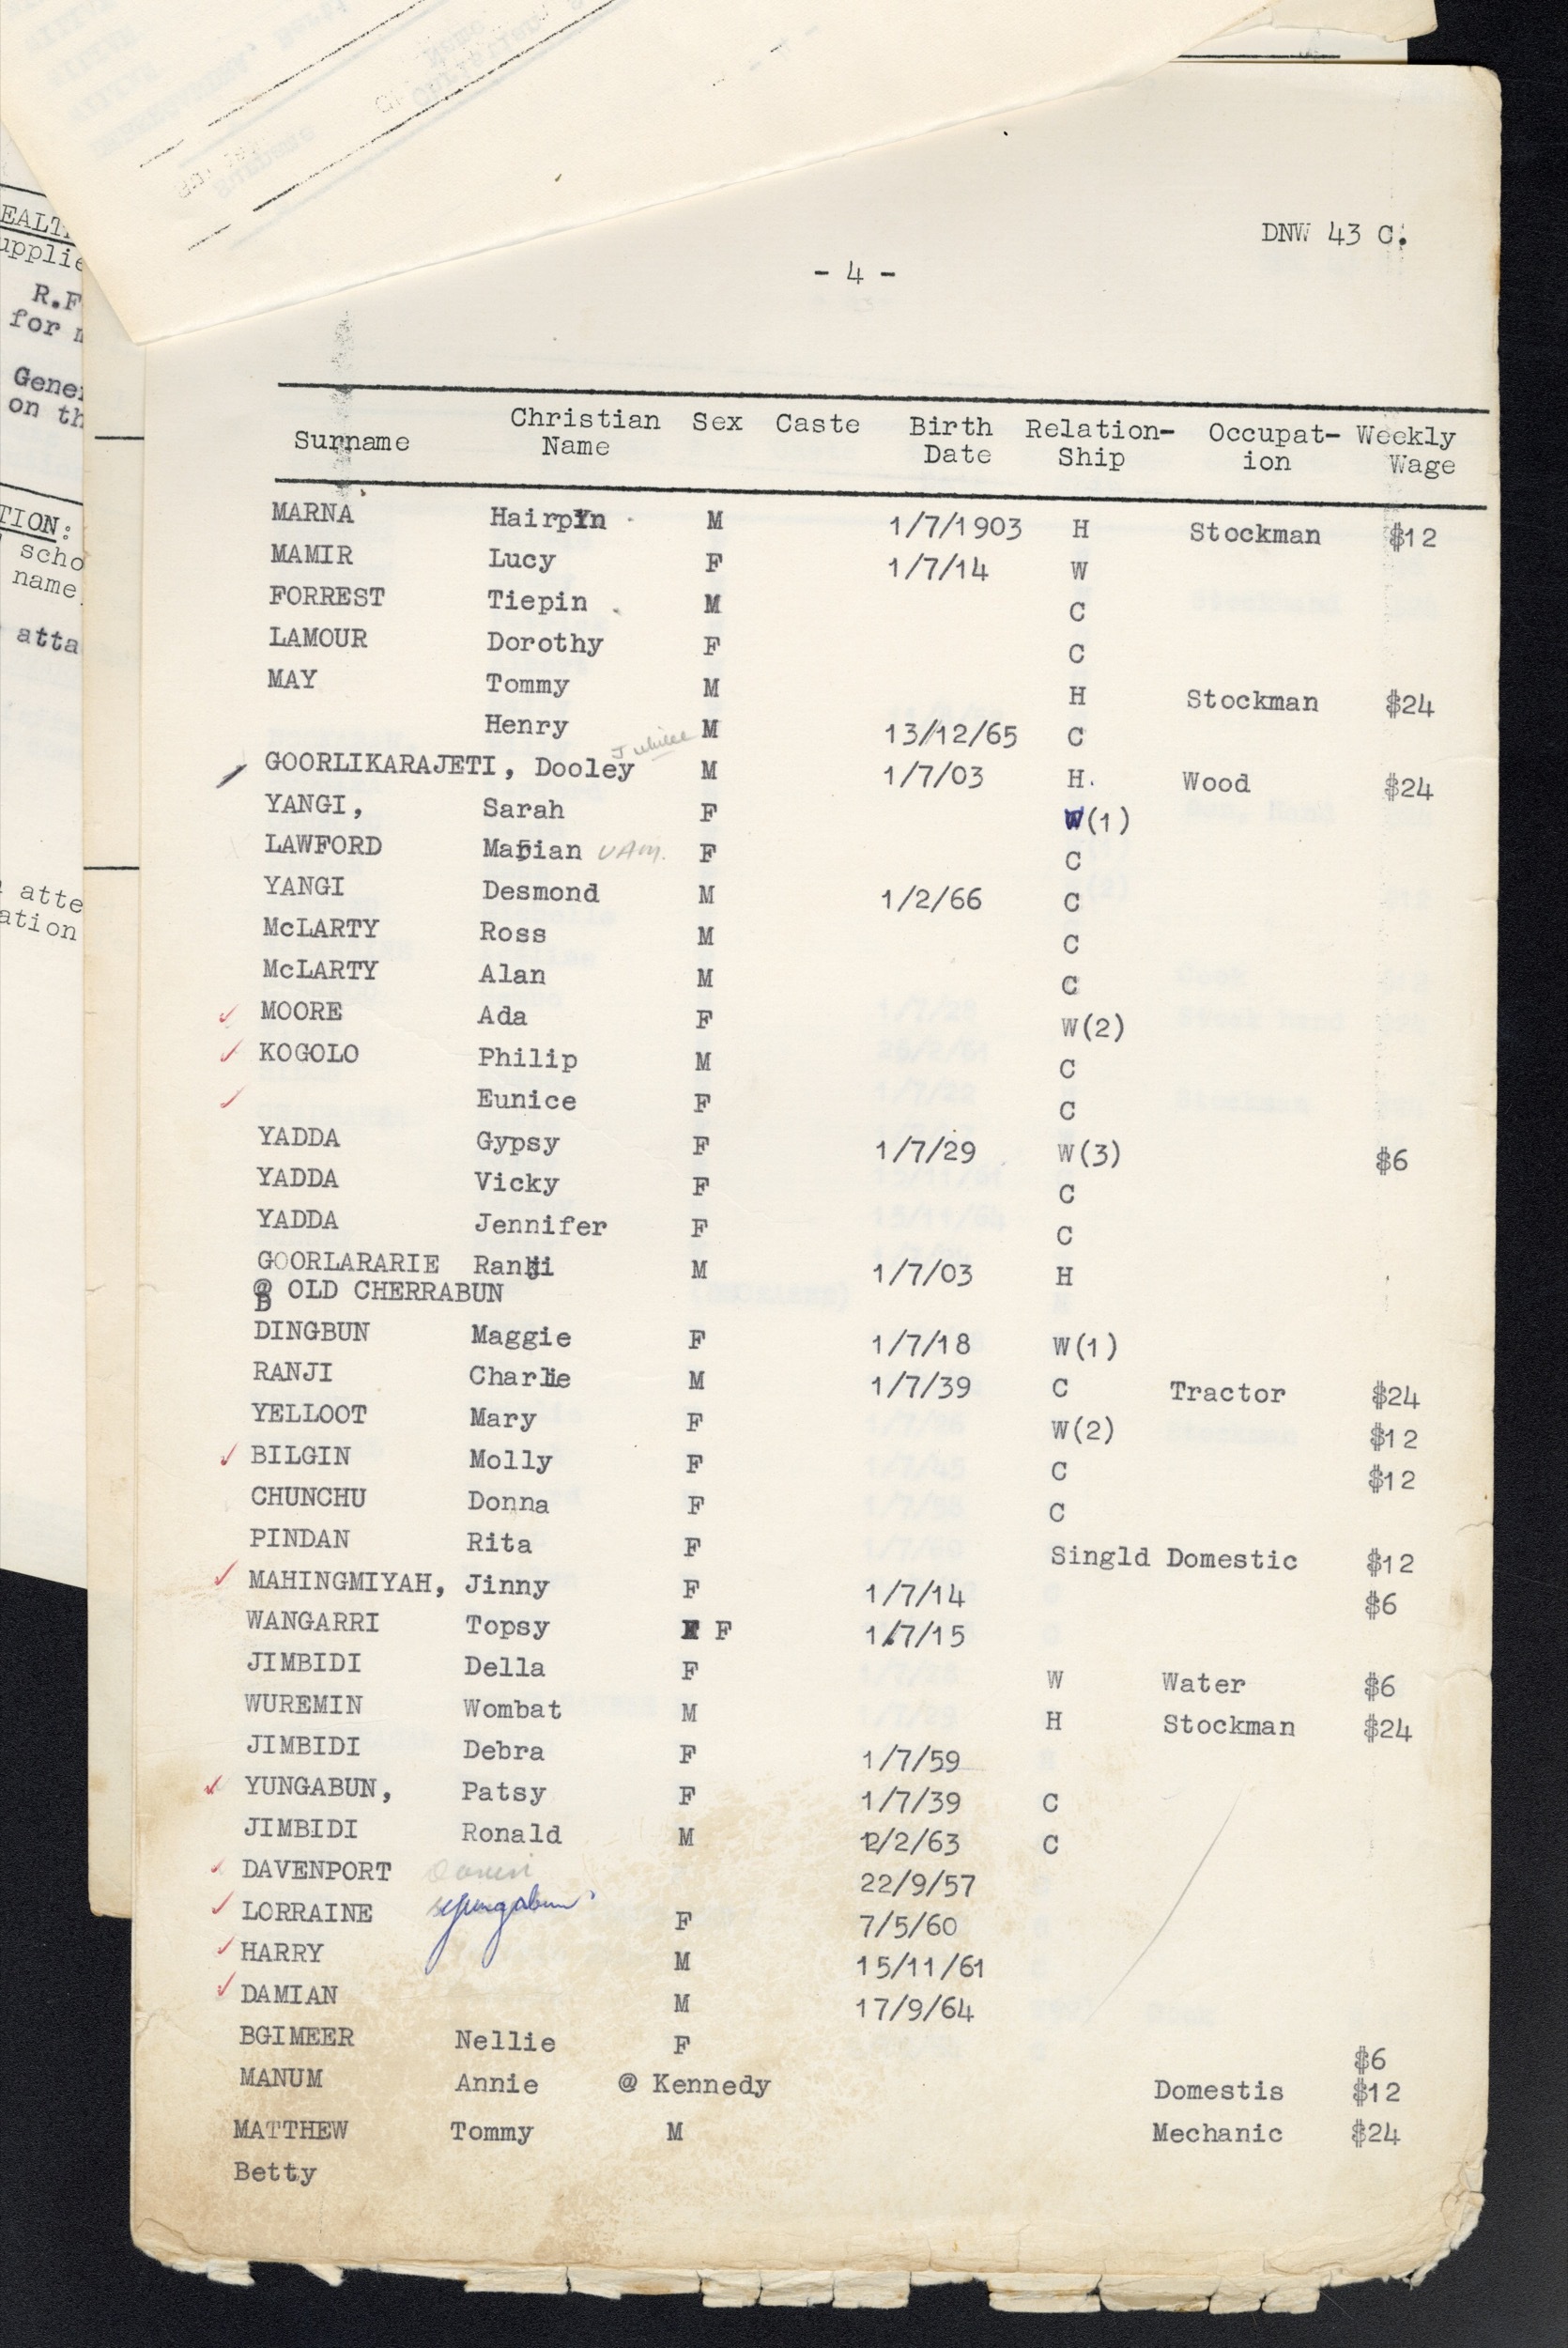 DNW 43 C.
- 4 -
Surname Christian Name Sex Caste Birth Date Relation-Ship Occupat-ion Weekly Wage
MARNA Hairpin M 1/7/1903 H Stockman $12
MAMIR Lucy F 1/7/14 W
FORREST Tiepin M C
LAMOUR Dorothy F C
MAY Tommy M H Stockman $24
Henry M 13/12/65 C
Jubilee
GOORLIKARAJETI, Dooley M 1/7/03 H. Wood $24
YANGI, Sarah F W(1)
LAWFORD Marian F C
YANGI Desmond M 1/2/66 C
McLARTY Ross M C
McLARTY Alan M C
MOORE Ada F W(2)
KOGOLO Philip M C
Eunice F C
YADDA Gypsy F 1/7/29 W(3) $6
YADDA Vicky F C
YADDA Jennifer F C
GOORLARARIE Ranji M 1/7/03 H
@ OLD CHERRABUN
DINGBUN Maggie F 1/7/18 W(1)
RANJI Charlie M 1/7/39 C Tractor $24
YELLOOT Mary F W(2) $12
BILGIN Molly F C $12
CHUNCHU Donna F C
PINDAN Rita F Singld Domestic $12
MAHINGMIYAH, Jinny F 1/7/14 $6
WANGARRI Topsy F 1/7/15
JIMBIDI Della F W Water $6
WUREMIN Wombat M H Stockman $24
JIMBIDI Debra F 1/7/59
YUNGABUN, Patsy F 1/7/39 C
JIMBIDI Ronald M 2/2/63 C
DAVENPORT 22/9/57
LORRAINE yungabun F 7/5/60
HARRY M 15/11/61
DAMIAN M 17/9/64
BGIMEER Nellie F $6
MANUM Annie @ Kennedy Domestis $12
MATTHEW Tommy M Mechanic $24
Betty